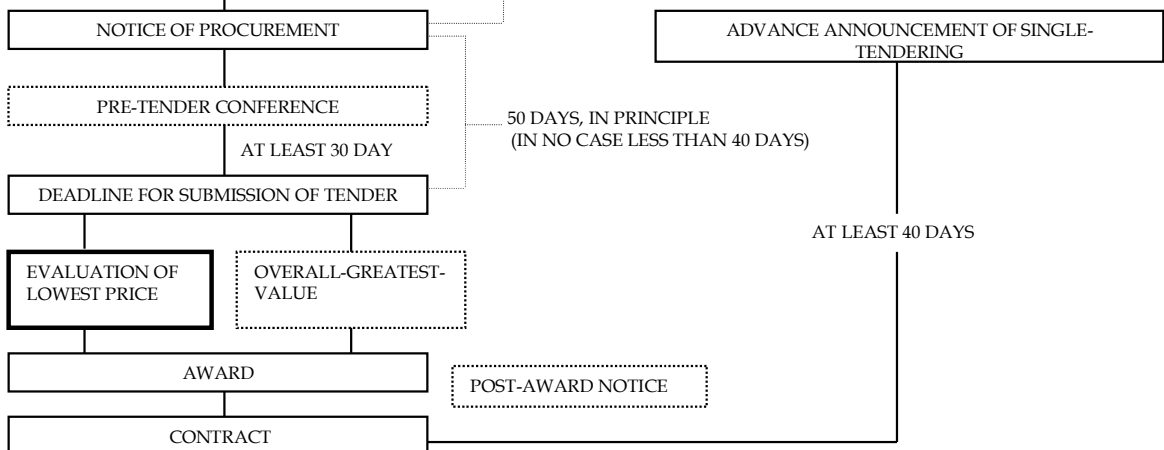 NOTICE OF PROCUREMENT
ADVANCE ANNOUNCEMENT OF SINGLE-
TENDERING
PRE-TENDER CONFERENCE
50 DAYS, IN PRINCIPLE
(IN NO CASE LESS THAN 40 DAYS)
AT LEAST 30 DAY
DEADLINE FOR SUBMISSION OF TENDER
AT LEAST 40 DAYS
EVALUATION OF
LOWEST PRICE
OVERALL-GREATEST-
VALUE
AWARD
POST-AWARD NOTICE
CONTRACT